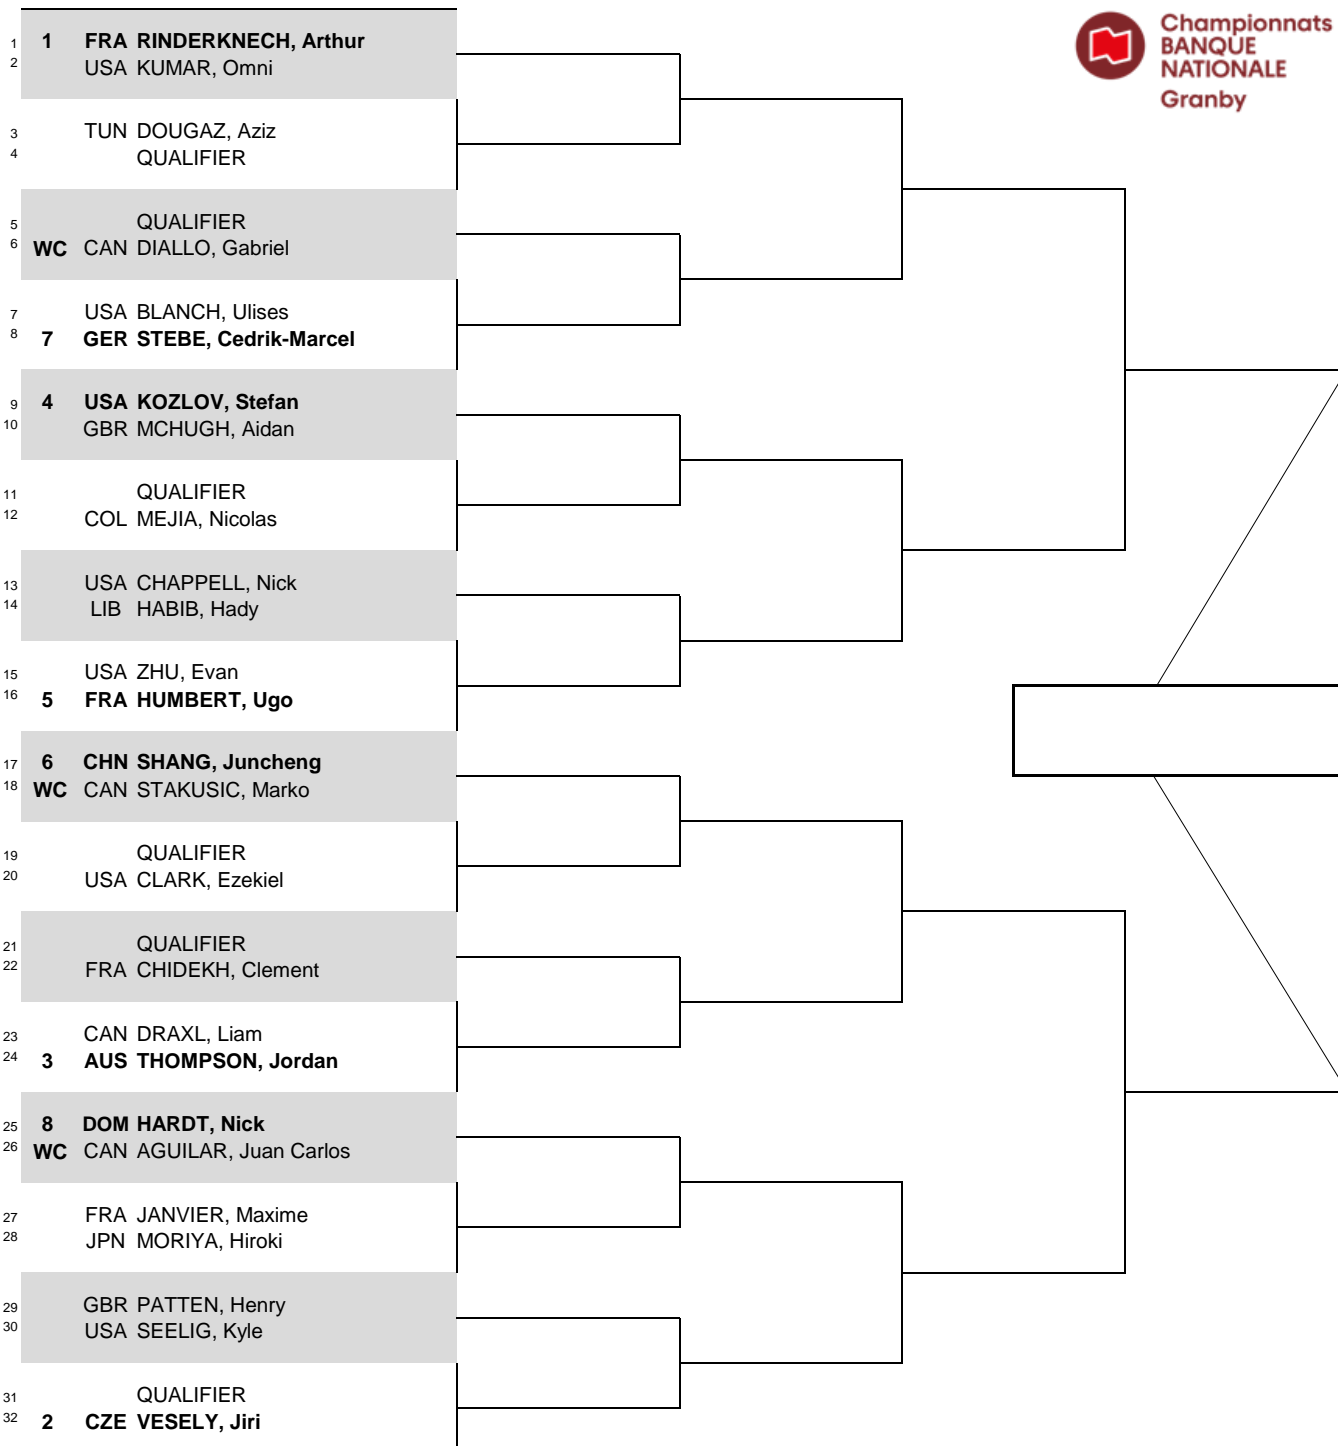 Championnats
BANQUE
NATIONALE
Granby
1 1 FRA RINDERKNECH, Arthur
2 USA KUMAR, Omni
3 TUN DOUGAZ, Aziz
4 QUALIFIER
5 QUALIFIER
6 WC CAN DIALLO, Gabriel
7 USA BLANCH, Ulises
8 7 GER STEBE, Cedrik-Marcel
9 4 USA KOZLOV, Stefan
10 GBR MCHUGH, Aidan
11 QUALIFIER
12 COL MEJIA, Nicolas
13 USA CHAPPELL, Nick
14 LIB HABIB, Hady
15 USA ZHU, Evan
16 5 FRA HUMBERT, Ugo
17 6 CHN SHANG, Juncheng
18 WC CAN STAKUSIC, Marko
19 QUALIFIER
20 USA CLARK, Ezekiel
21 QUALIFIER
22 FRA CHIDEKH, Clement
23 CAN DRAXL, Liam
24 3 AUS THOMPSON, Jordan
25 8 DOM HARDT, Nick
26 WC CAN AGUILAR, Juan Carlos
27 FRA JANVIER, Maxime
28 JPN MORIYA, Hiroki
29 GBR PATTEN, Henry
30 USA SEELIG, Kyle
31 QUALIFIER
32 2 CZE VESELY, Jiri